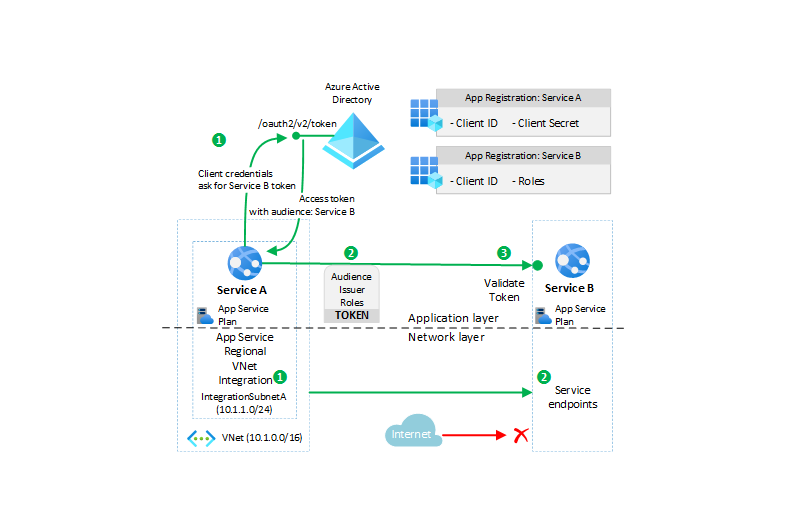 Azure Active
Directory
/oauth2/v2/token
1
Client credentials
ask for Service B token
Access token
with audience: Service B
App Registration: Service A
- Client ID - Client Secret
App Registration: Service B
- Client ID - Roles
2
3
Service A
Audience
Issuer
Roles
TOKEN
Validate
Token
Service B
App Service
Plan
App Service
Plan
Application layer
Network layer
App Service
Regional
VNet
Integration
1
IntegrationSubnetA
(10.1.1.0/24)
VNet (10.1.0.0/16)
2
Service
endpoints
Internet